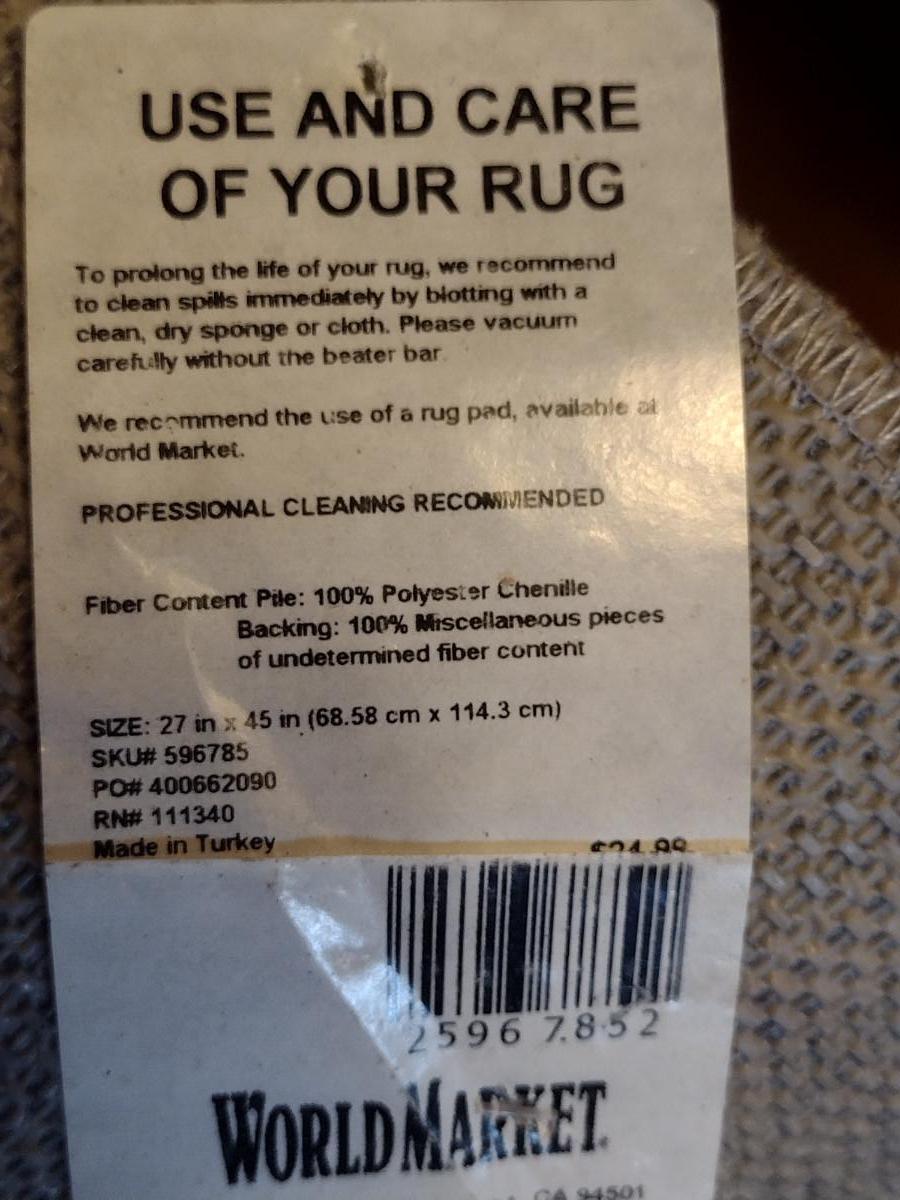 USE AND CARE
OF YOUR RUG
To prolong the life of your rug, we recommend
to clean spills immediately by blotting with a
clean, dry sponge or cloth. Please vacuum
carefully without the beater bar.
We recommend the use of a rug pad, available at
World Market.
PROFESSIONAL CLEANING RECOMMENDED
Fiber Content Pile: 100% Polyester Chenille
Backing: 100% Miscellaneous pieces
of undetermined fiber content
SIZE: 27 in x 45 in (68.58 cm x 114.3 cm)
SKU# 596785
PO# 400662090
RN# 111340
Made in Turkey
2596 7852
WORLD MARKET
CA 94501